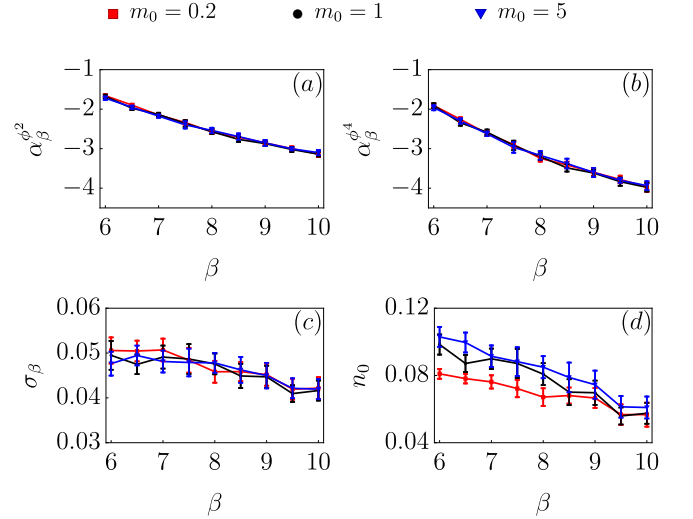 m₀ = 0.2 m₀ = 1 m₀ = 5
(a) (b)
−1 −1
−2 −2
−3 −3
−4 −4
α_β^{ϕ²} α_β^{ϕ⁴}
6 7 8 9 10 6 7 8 9 10
β β
(c) (d)
0.06 0.12
0.05 0.08
0.04 0.04
0.03
σ_β n₀
6 7 8 9 10 6 7 8 9 10
β β